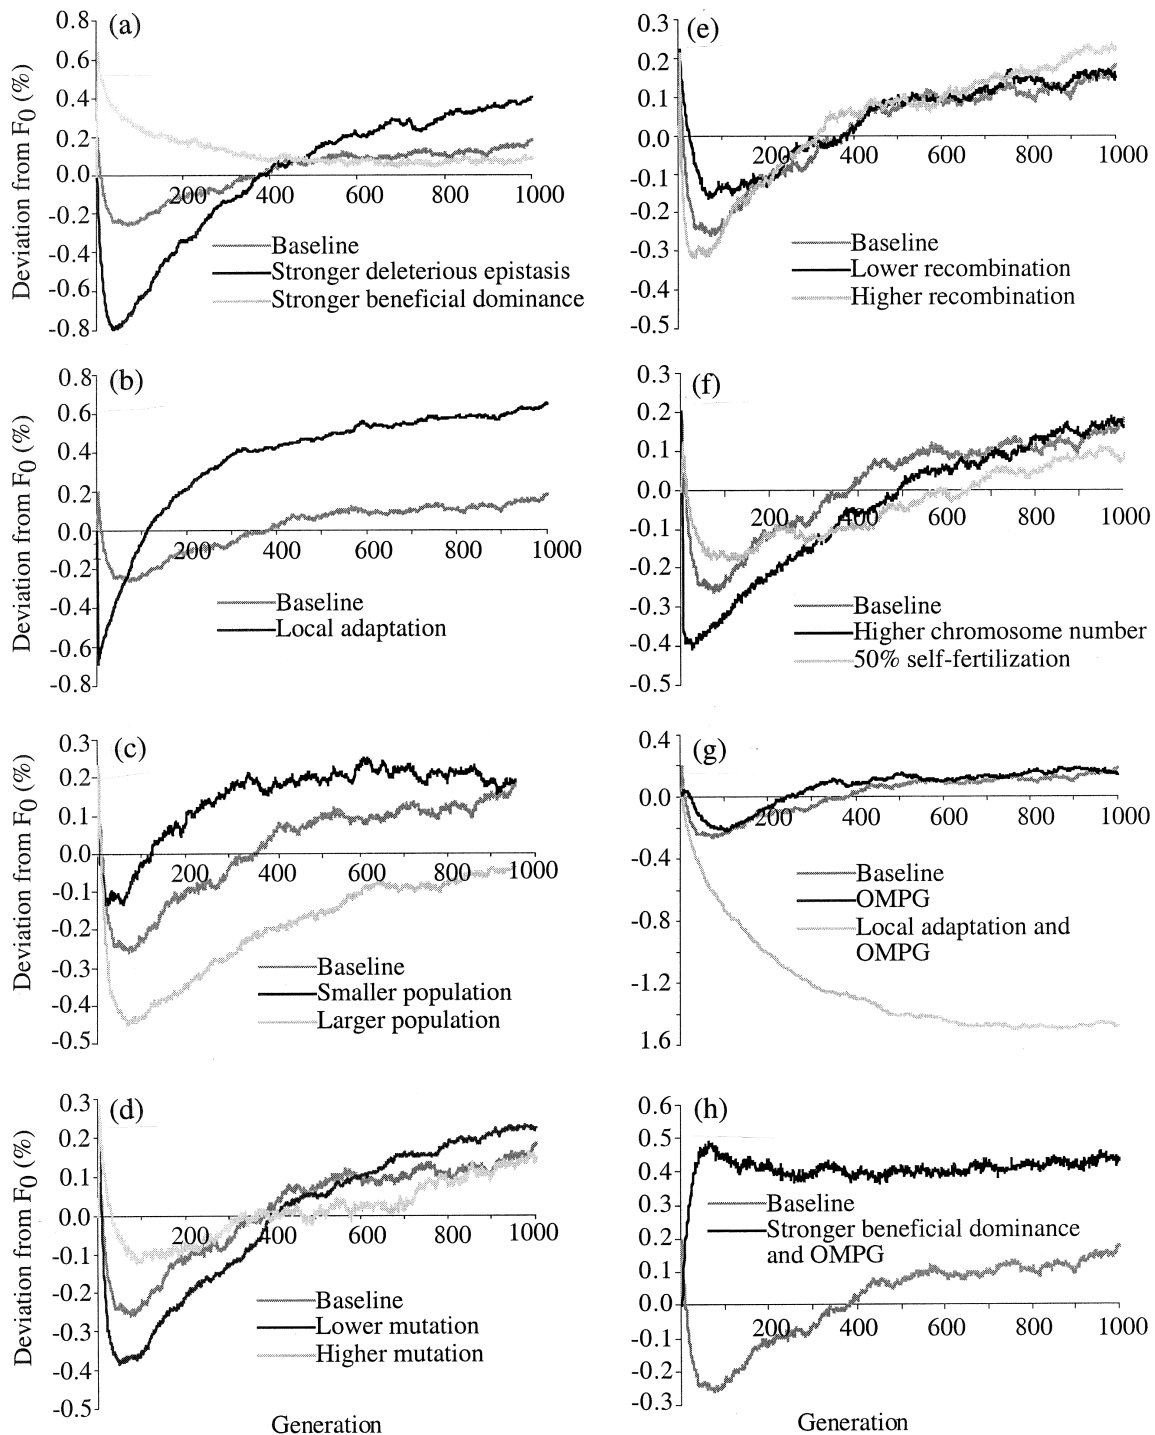 (a)
Deviation from F0 (%)
0.8
0.6
0.4
0.2
0.0
-0.2
-0.4
-0.6
-0.8
200 400 600 800 1000
Baseline
Stronger deleterious epistasis
Stronger beneficial dominance
(b)
Deviation from F0 (%)
0.8
0.6
0.4
0.2
0.0
-0.2
-0.4
-0.6
-0.8
200 400 600 800 1000
Baseline
Local adaptation
(c)
Deviation from F0 (%)
0.3
0.2
0.1
0.0
-0.1
-0.2
-0.3
-0.4
-0.5
200 400 600 800 1000
Baseline
Smaller population
Larger population
(d)
Deviation from F0 (%)
0.3
0.2
0.1
0.0
-0.1
-0.2
-0.3
-0.4
-0.5
200 400 600 800 1000
Baseline
Lower mutation
Higher mutation
Generation
(e)
0.3
0.2
0.1
0.0
-0.1
-0.2
-0.3
-0.4
-0.5
200 400 600 800 1000
Baseline
Lower recombination
Higher recombination
(f)
0.3
0.2
0.1
0.0
-0.1
-0.2
-0.3
-0.4
-0.5
200 400 600 800 1000
Baseline
Higher chromosome number
50% self-fertilization
(g)
0.4
0.0
-0.4
-0.8
-1.2
1.6
200 400 600 800 1000
Baseline
OMPG
Local adaptation and
OMPG
(h)
0.6
0.5
0.4
0.3
0.2
0.1
0.0
-0.1
-0.2
-0.3
200 400 600 800 1000
Baseline
Stronger beneficial dominance
and OMPG
Generation